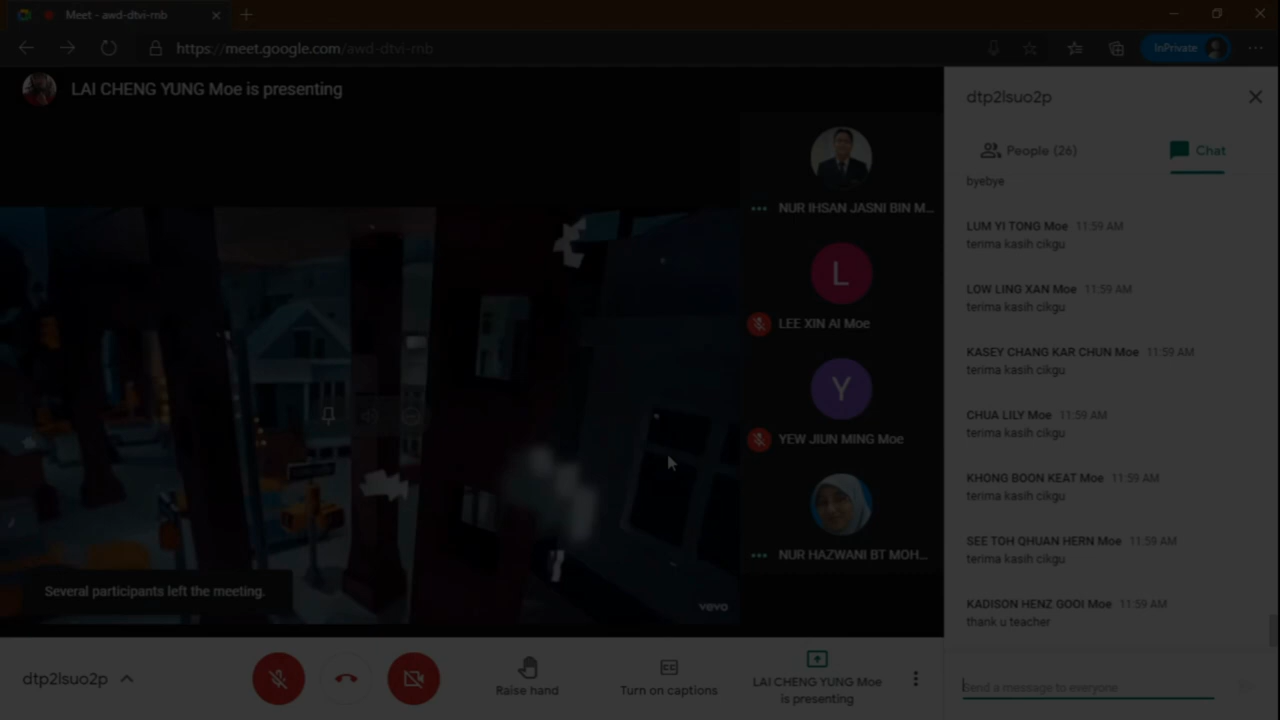 Meet - awd-dtvi-rnb
https://meet.google.com/awd-dtvi-rnb
InPrivate
LAI CHENG YUNG Moe is presenting
NUR IHSAN JASNI BIN M...
L
LEE XIN AI Moe
Y
YEW JIUN MING Moe
NUR HAZWANI BT MOH...
vevo
Several participants left the meeting.
dtp2lsuo2p
People (26)
Chat
byebye
LUM YI TONG Moe 11:59 AM
terima kasih cikgu
LOW LING XAN Moe 11:59 AM
terima kasih cikgu
KASEY CHANG KAR CHUN Moe 11:59 AM
terima kasih cikgu
CHUA LILY Moe 11:59 AM
terima kasih cikgu
KHONG BOON KEAT Moe 11:59 AM
terima kasih cikgu
SEE TOH QHUAN HERN Moe 11:59 AM
terima kasih cikgu
KADISON HENZ GOOI Moe 11:59 AM
thank u teacher
Send a message to everyone
dtp2lsuo2p
Raise hand
CC
Turn on captions
LAI CHENG YUNG Moe
is presenting